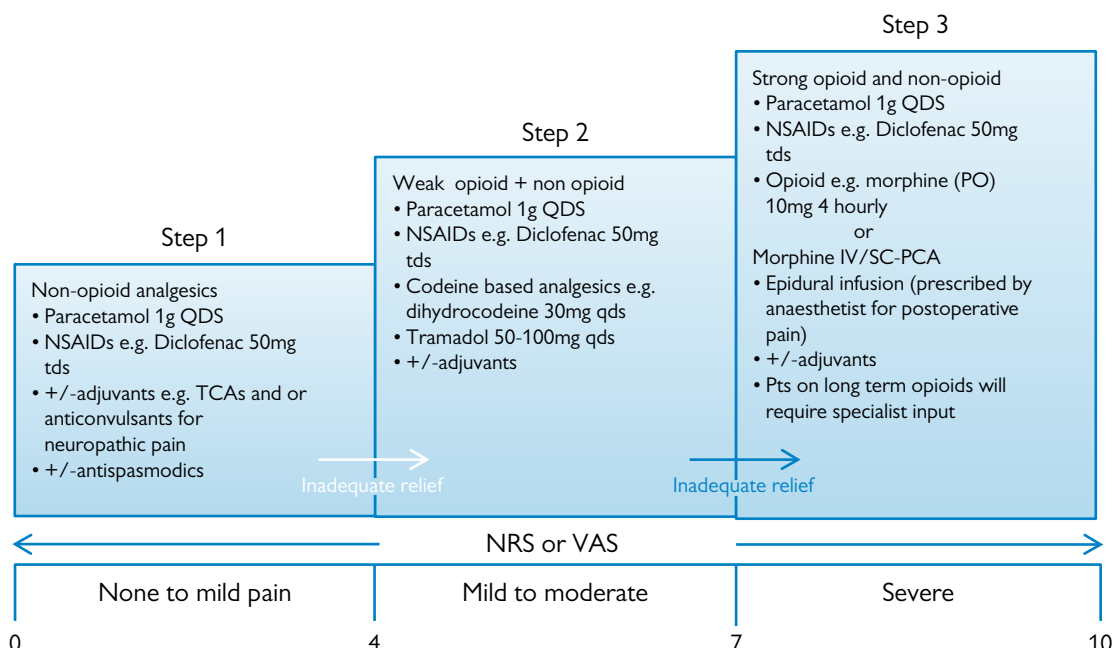 Step 1
Non-opioid analgesics
• Paracetamol 1g QDS
• NSAIDs e.g. Diclofenac 50mg
tds
• +/-adjuvants e.g. TCAs and or
anticonvulsants for
neuropathic pain
• +/-antispasmodics
Inadequate relief
Step 2
Weak opioid + non opioid
• Paracetamol 1g QDS
• NSAIDs e.g. Diclofenac 50mg
tds
• Codeine based analgesics e.g.
dihydrocodeine 30mg qds
• Tramadol 50-100mg qds
• +/-adjuvants
Inadequate relief
Step 3
Strong opioid and non-opioid
• Paracetamol 1g QDS
• NSAIDs e.g. Diclofenac 50mg
tds
• Opioid e.g. morphine (PO)
10mg 4 hourly
or
Morphine IV/SC-PCA
• Epidural infusion (prescribed by
anaesthetist for postoperative
pain)
• +/-adjuvants
• Pts on long term opioids will
require specialist input
NRS or VAS
None to mild pain
Mild to moderate
Severe
0
4
7
10